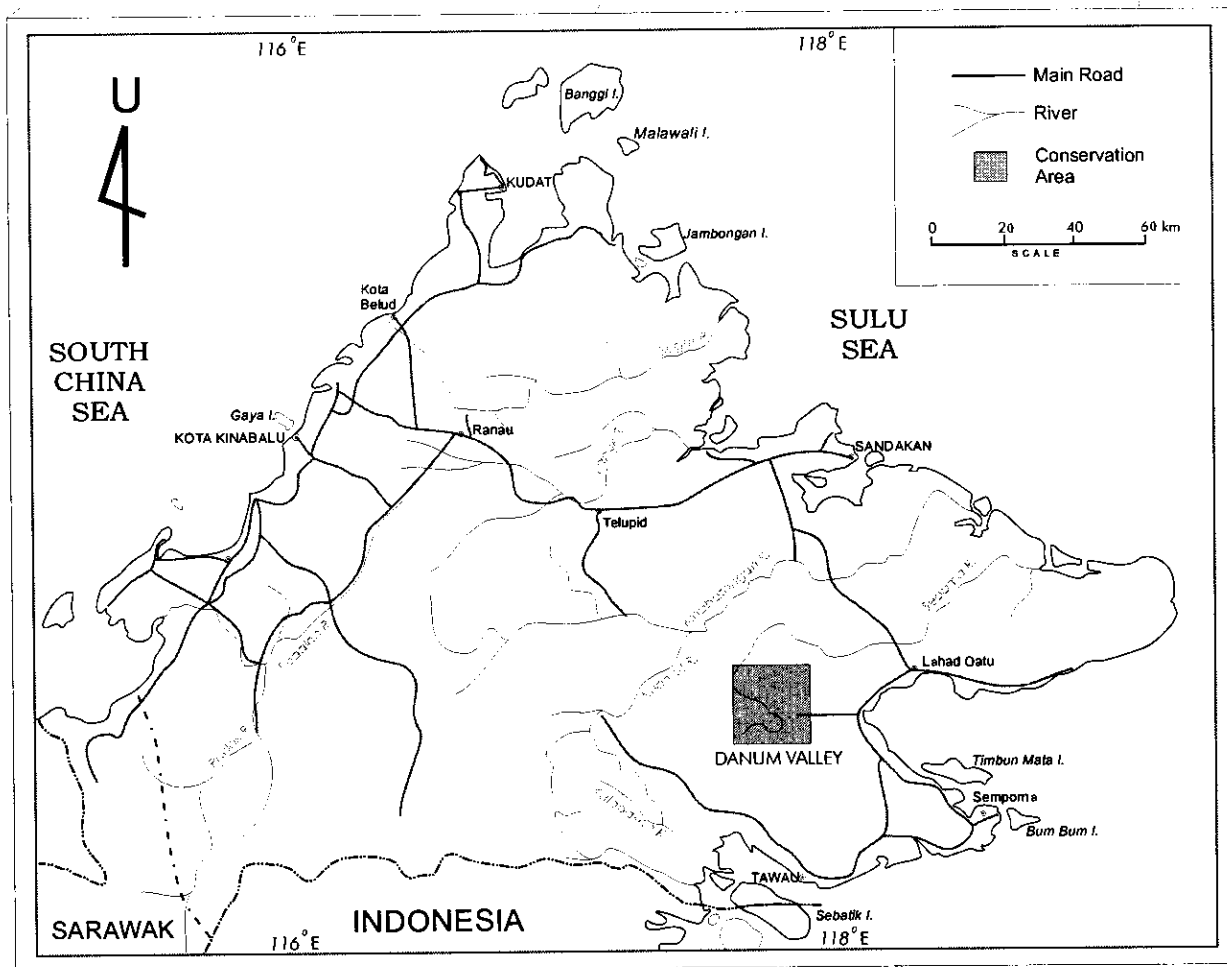 116°E
118°E
U
Main Road
River
Conservation
Area
0 20 40 60 km
SCALE
Banggi I.
Malawali I.
KUDAT
Jambongan I.
Kota
Belud
SOUTH
CHINA
SEA
SULU
SEA
Gaya I.
KOTA KINABALU
Ranau
SANDAKAN
Telupid
Lahad Oatu
DANUM VALLEY
Timbun Mata I.
Semporna
Bum Bum I.
TAWAU
Sebatik I.
SARAWAK
INDONESIA
116°E
118°E